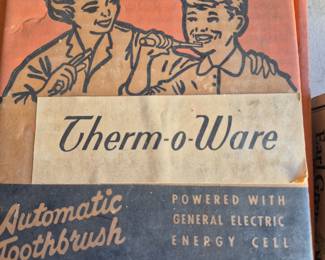 Therm-o-Ware
Automatic
Toothbrush
POWERED WITH
GENERAL ELECTRIC
ENERGY CELL